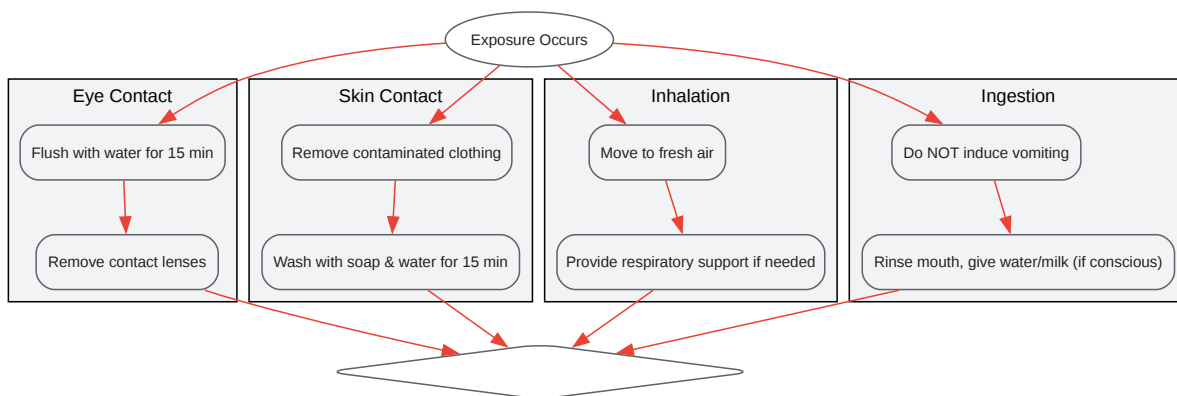 Exposure Occurs
Eye Contact
Flush with water for 15 min
Remove contact lenses
Skin Contact
Remove contaminated clothing
Wash with soap & water for 15 min
Inhalation
Move to fresh air
Provide respiratory support if needed
Ingestion
Do NOT induce vomiting
Rinse mouth, give water/milk (if conscious)